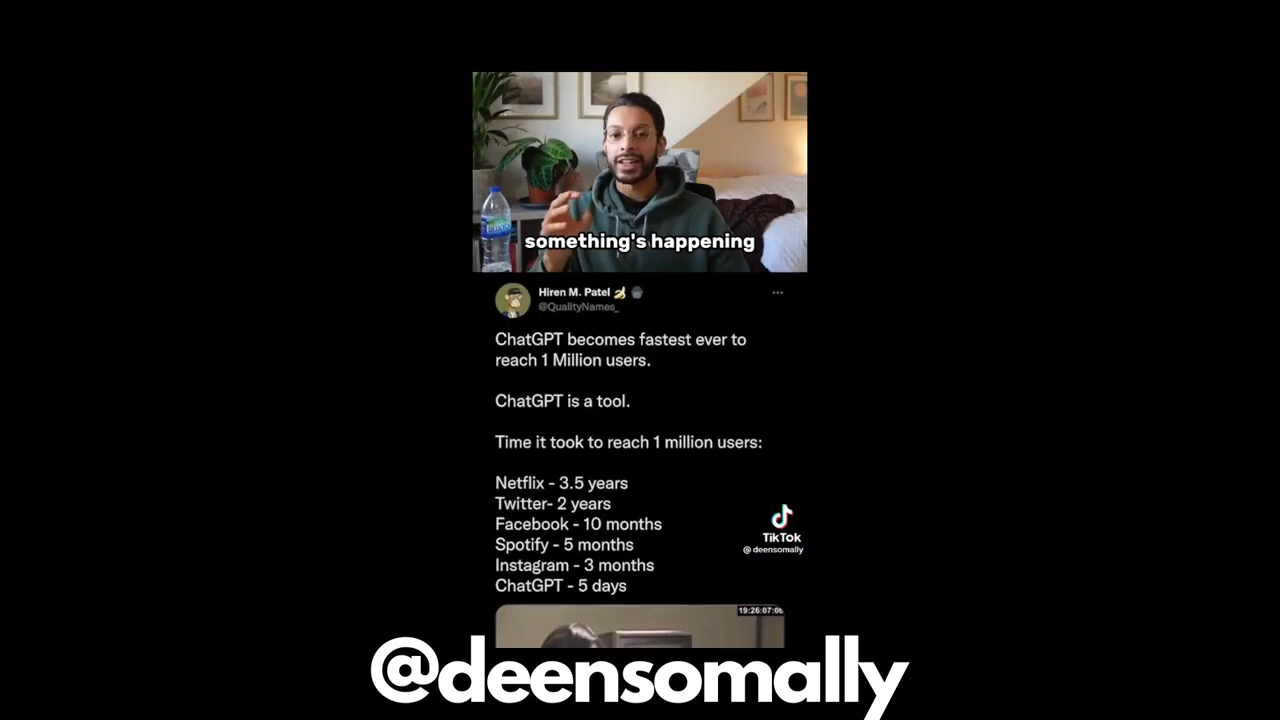 something's happening
Hiren M. Patel
@QualityNames_
ChatGPT becomes fastest ever to
reach 1 Million users.
ChatGPT is a tool.
Time it took to reach 1 million users:
Netflix - 3.5 years
Twitter- 2 years
Facebook - 10 months
Spotify - 5 months
Instagram - 3 months
ChatGPT - 5 days
TikTok
@ deensomally
19:26:07:06
@deensomally